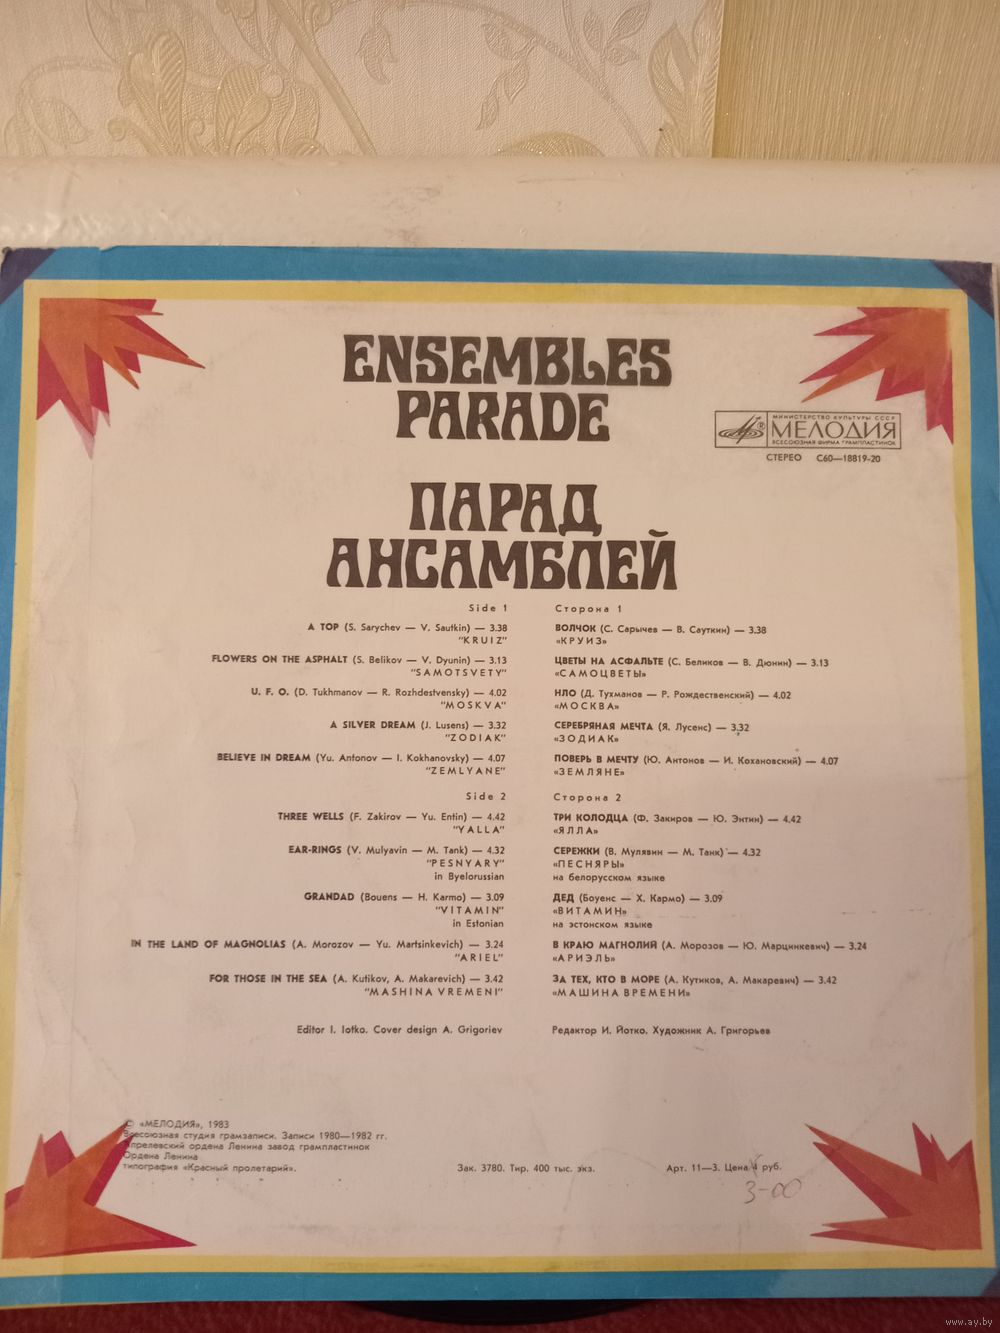 ENSEMBLES
PARADE
МИНИСТЕРСТВО КУЛЬТУРЫ СССР
МЕЛОДИЯ
ВСЕСОЮЗНАЯ ФИРМА ГРАМПЛАСТИНОК
СТЕРЕО С60—18819-20
ПАРАД
АНСАМБЛЕЙ
Side 1
A TOP (S. Sarychev — V. Sautkin) — 3.38
"KRUIZ"
FLOWERS ON THE ASPHALT (S. Belikov — V. Dyunin) — 3.13
"SAMOTSVETY"
U. F. O. (D. Tukhmanov — R. Rozhdestvensky) — 4.02
"MOSKVA"
A SILVER DREAM (J. Lusens) — 3.32
"ZODIAK"
BELIEVE IN DREAM (Yu. Antonov — I. Kokhanovsky) — 4.07
"ZEMLYANE"
Side 2
THREE WELLS (F. Zakirov — Yu. Entin) — 4.42
"YALLA"
EAR-RINGS (V. Mulyavin — M. Tank) — 4.32
"PESNYARY"
in Byelorussian
GRANDAD (Bouens — H. Karmo) — 3.09
"VITAMIN"
in Estonian
IN THE LAND OF MAGNOLIAS (A. Morozov — Yu. Martsinkevich) — 3.24
"ARIEL"
FOR THOSE IN THE SEA (A. Kutikov, A. Makarevich) — 3.42
"MASHINA VREMENI"
Editor I. Iotko. Cover design A. Grigoriev
Сторона 1
ВОЛЧОК (С. Сарычев — В. Сауткин) — 3.38
«КРУИЗ»
ЦВЕТЫ НА АСФАЛЬТЕ (С. Беликов — В. Дюнин) — 3.13
«САМОЦВЕТЫ»
НЛО (Д. Тухманов — Р. Рождественский) — 4.02
«МОСКВА»
СЕРЕБРЯНАЯ МЕЧТА (Я. Лусенс) — 3.32
«ЗОДИАК»
ПОВЕРЬ В МЕЧТУ (Ю. Антонов — И. Кохановский) — 4.07
«ЗЕМЛЯНЕ»
Сторона 2
ТРИ КОЛОДЦА (Ф. Закиров — Ю. Энтин) — 4.42
«ЯЛЛА»
СЕРЕЖКИ (В. Мулявин — М. Танк) — 4.32
«ПЕСНЯРЫ»
на белорусском языке
ДЕД (Боуенс — Х. Кармо) — 3.09
«ВИТАМИН»
на эстонском языке
В КРАЮ МАГНОЛИЙ (А. Морозов — Ю. Марцинкевич) — 3.24
«АРИЭЛЬ»
ЗА ТЕХ, КТО В МОРЕ (А. Кутиков, А. Макаревич) — 3.42
«МАШИНА ВРЕМЕНИ»
Редактор И. Йотко. Художник А. Григорьев
© «МЕЛОДИЯ», 1983
Всесоюзная студия грамзаписи. Записи 1980—1982 гг.
Апрелевский ордена Ленина завод грампластинок
Ордена Ленина
типография «Красный пролетарий».
Зак. 3780. Тир. 400 тыс. экз.
Арт. 11—3. Цена 4 руб.
3-00
www.ay.by